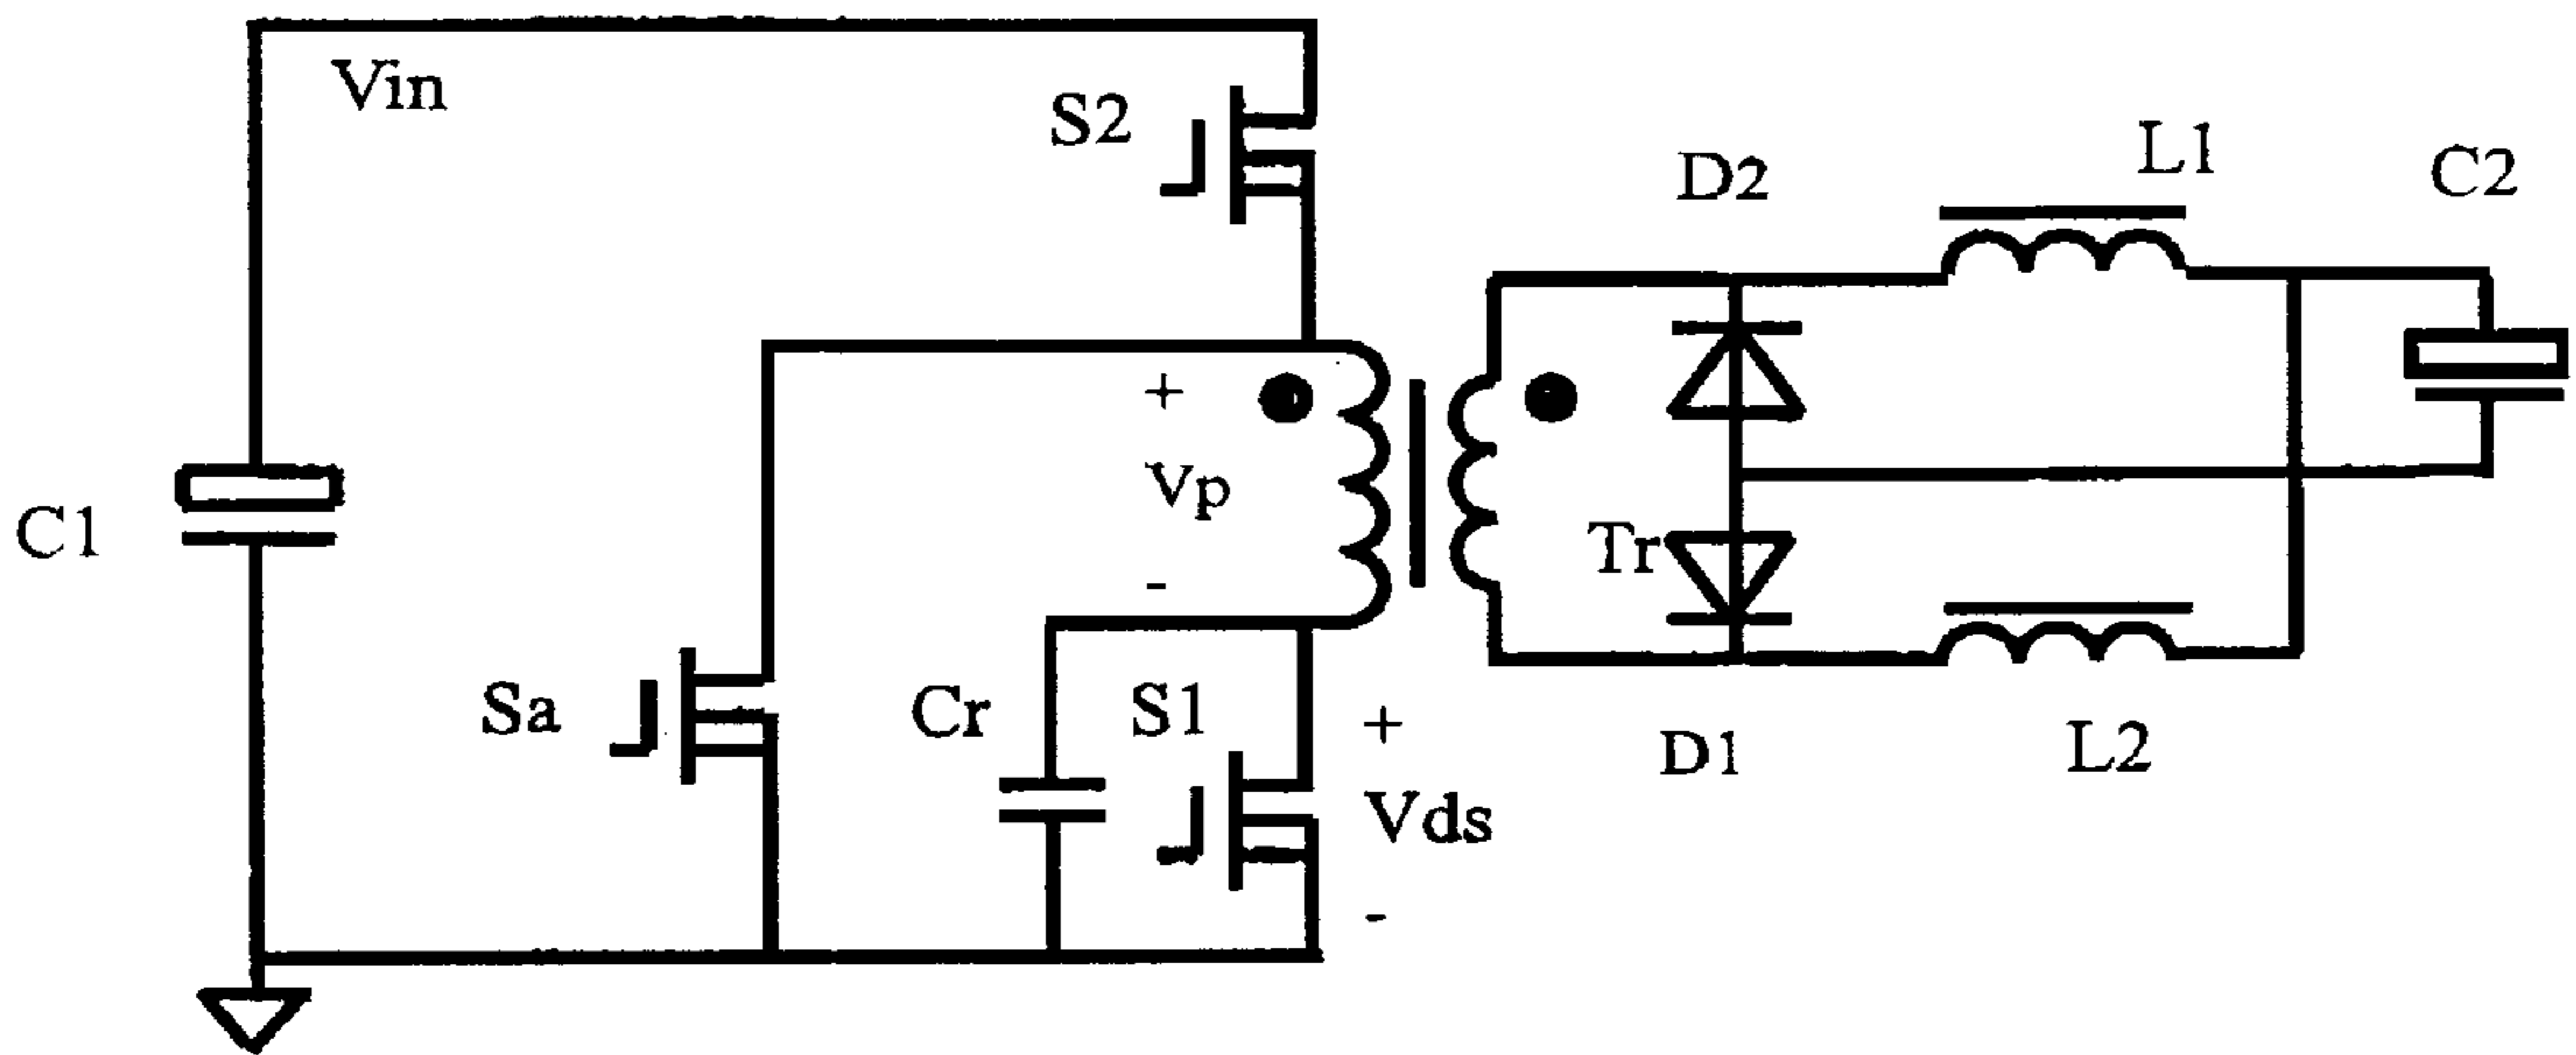 Vin
S2
D2
L1
C2
+
Vp
-
C1
Tr
Sa
Cr
S1
+
Vds
-
D1
L2